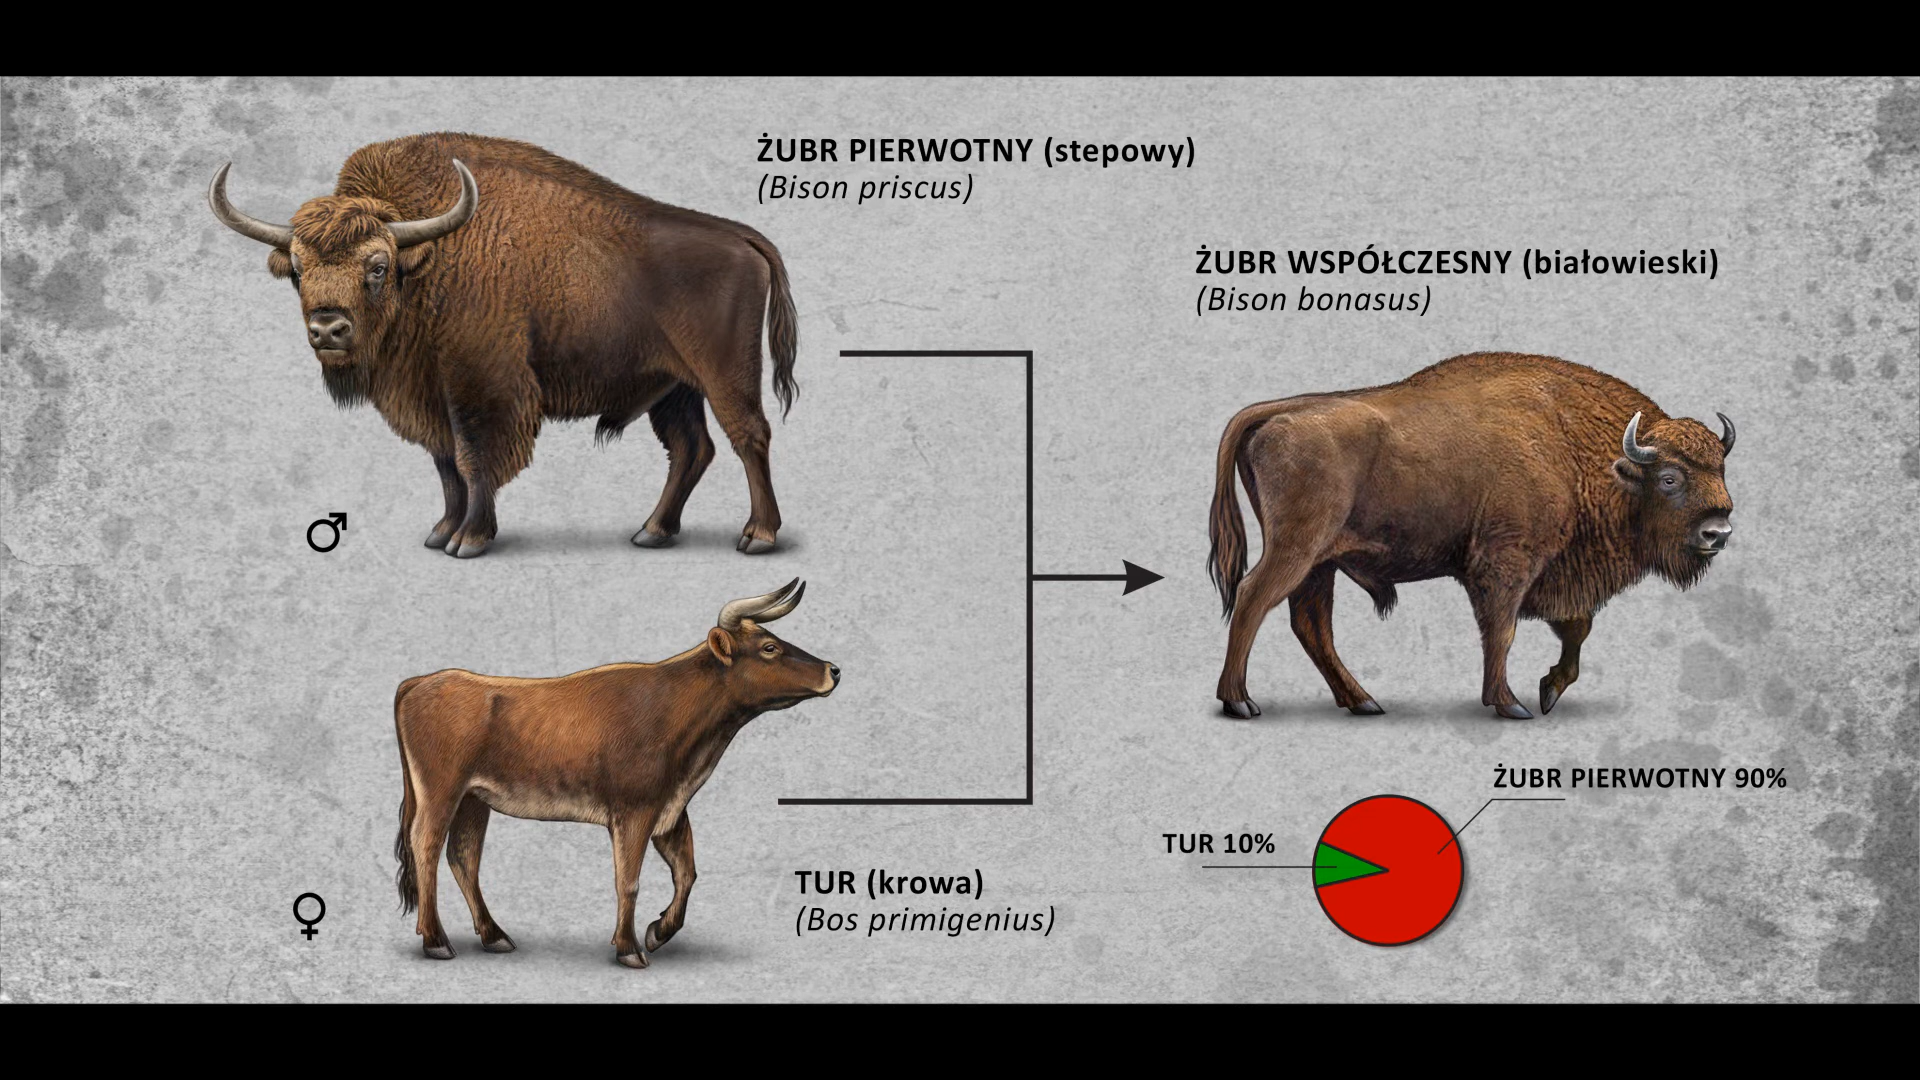 ŻUBR PIERWOTNY (stepowy)
(Bison priscus)
ŻUBR WSPÓŁCZESNY (białowieski)
(Bison bonasus)
♂
♀
TUR (krowa)
(Bos primigenius)
ŻUBR PIERWOTNY 90%
TUR 10%